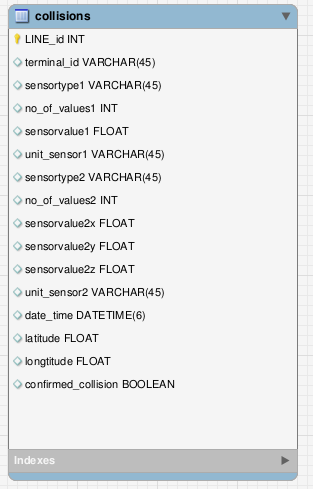 collisions
LINE_id INT
terminal_id VARCHAR(45)
sensortype1 VARCHAR(45)
no_of_values1 INT
sensorvalue1 FLOAT
unit_sensor1 VARCHAR(45)
sensortype2 VARCHAR(45)
no_of_values2 INT
sensorvalue2x FLOAT
sensorvalue2y FLOAT
sensorvalue2z FLOAT
unit_sensor2 VARCHAR(45)
date_time DATETIME(6)
latitude FLOAT
longtitude FLOAT
confirmed_collision BOOLEAN
Indexes